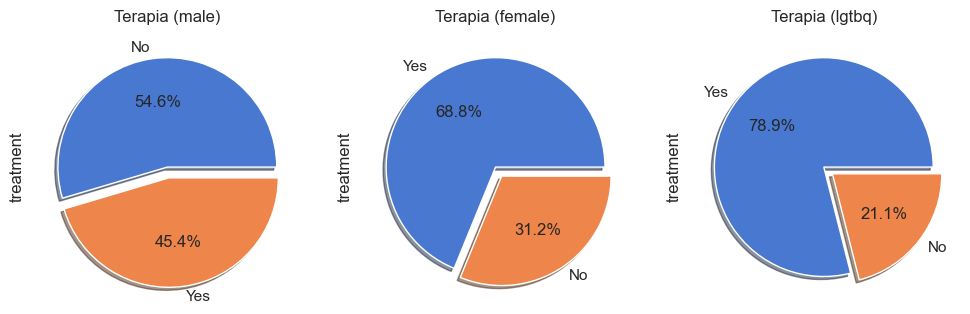 Terapia (male)
No
54.6%
treatment
45.4%
Yes
Terapia (female)
Yes
68.8%
treatment
31.2%
No
Terapia (lgtbq)
Yes
78.9%
treatment
21.1%
No